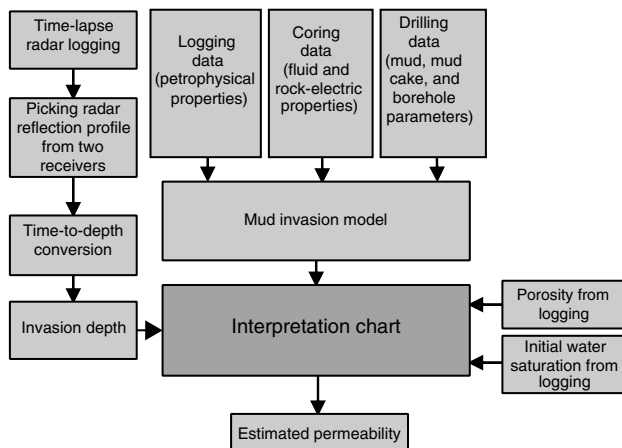 Time-lapse
radar logging
Picking radar
reflection profile
from two
receivers
Time-to-depth
conversion
Invasion depth
Logging
data
(petrophysical
properties)
Coring
data
(fluid and
rock-electric
properties)
Drilling
data
(mud, mud
cake, and
borehole
parameters)
Mud invasion model
Interpretation chart
Porosity from
logging
Initial water
saturation from
logging
Estimated permeability